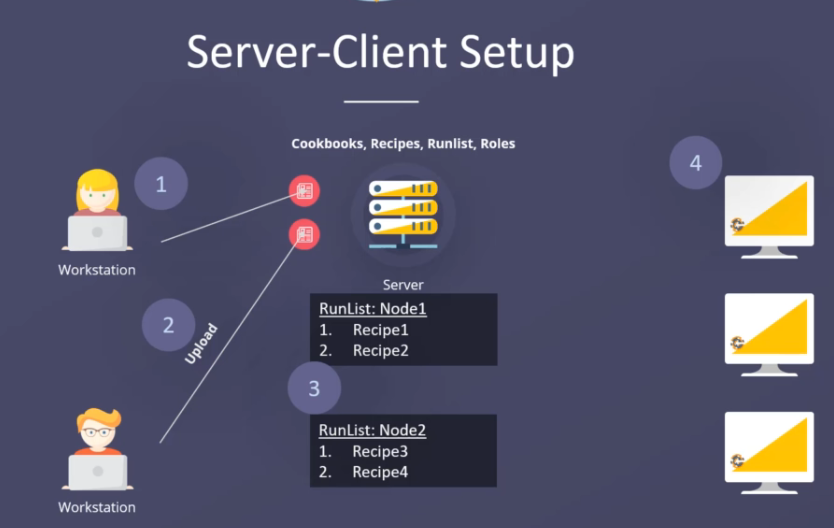 Server-Client Setup
Cookbooks, Recipes, Runlist, Roles
1
4
Workstation
Server
2
Upload
RunList: Node1
1. Recipe1
2. Recipe2
3
RunList: Node2
1. Recipe3
2. Recipe4
Workstation